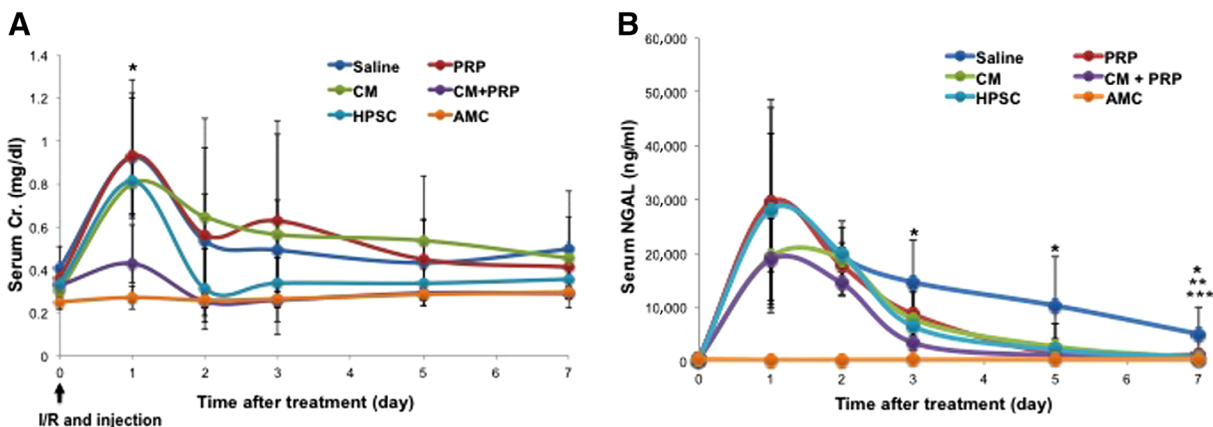 A
Serum Cr. (mg/dl)
1.4
1.2
1
0.8
0.6
0.4
0.2
0
*
Saline PRP
CM CM+PRP
HPSC AMC
0 1 2 3 4 5 6 7
Time after treatment (day)
I/R and injection
B
Serum NGAL (ng/ml)
60,000
50,000
40,000
30,000
20,000
10,000
0
Saline PRP
CM CM + PRP
HPSC AMC
*
*
*
**
***
0 1 2 3 4 5 6 7
Time after treatment (day)